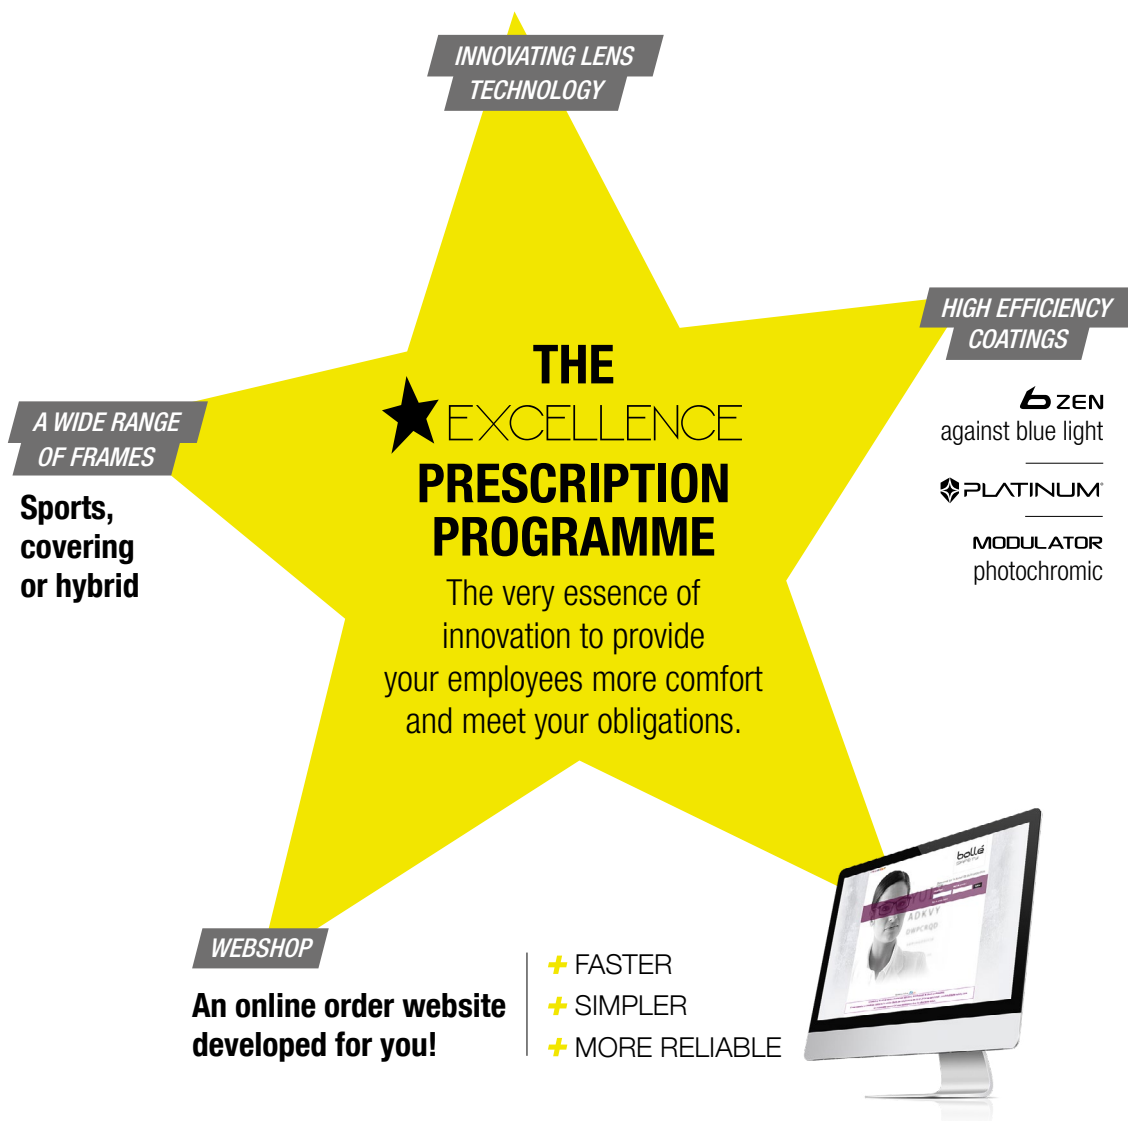 INNOVATING LENS
TECHNOLOGY
HIGH EFFICIENCY
COATINGS
b ZEN
against blue light
PLATINUM
MODULATOR
photochromic
A WIDE RANGE
OF FRAMES
Sports,
covering
or hybrid
THE
EXCELLENCE
PRESCRIPTION
PROGRAMME
The very essence of
innovation to provide
your employees more comfort
and meet your obligations.
WEBSHOP
An online order website
developed for you!
+ FASTER
+ SIMPLER
+ MORE RELIABLE
bollé
ADKVY